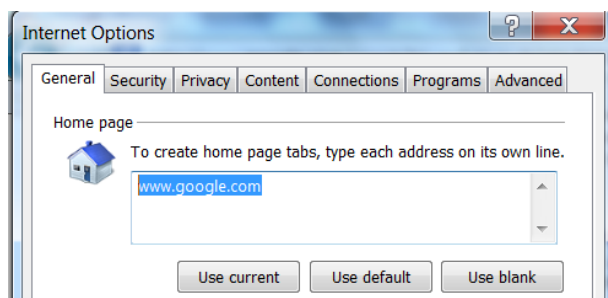 Internet Options
?
X
General Security Privacy Content Connections Programs Advanced
Home page
To create home page tabs, type each address on its own line.
www.google.com
Use current Use default Use blank